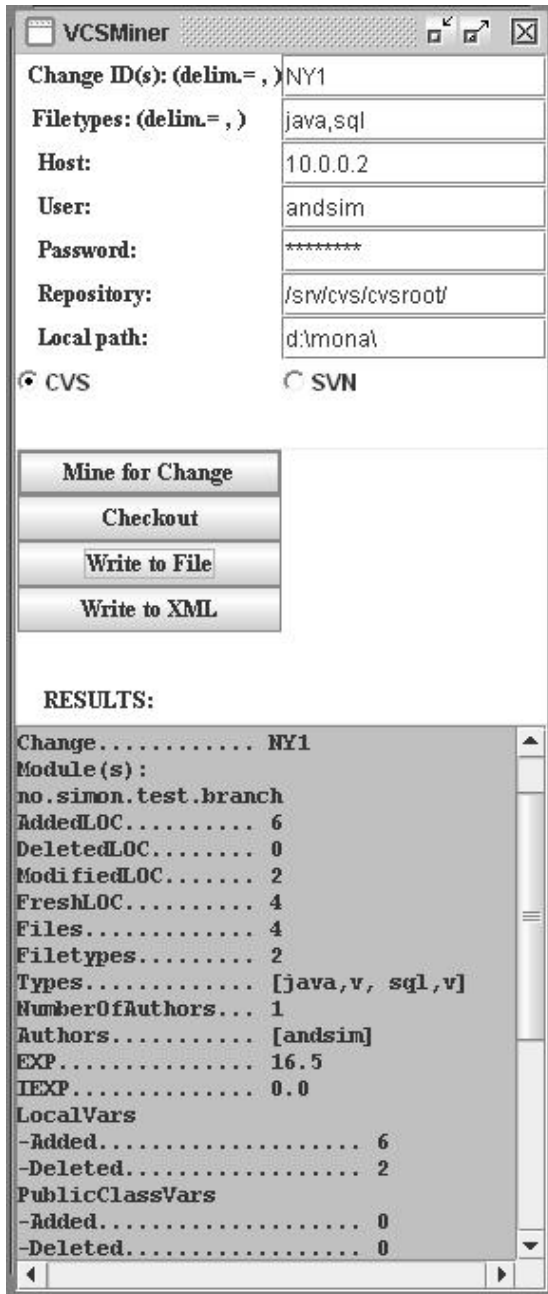 VCSMiner
Change ID(s): (delim.= , ) NY1
Filetypes: (delim.= , ) java,sql
Host: 10.0.0.2
User: andsim
Password: ********
Repository: /srv/cvs/cvsroot/
Local path: d:\mona\
CVS SVN
Mine for Change
Checkout
Write to File
Write to XML
RESULTS:
Change............ NY1
Module(s):
no.simon.test.branch
AddedLOC.......... 6
DeletedLOC........ 0
ModifiedLOC....... 2
FreshLOC.......... 4
Files............. 4
Filetypes......... 2
Types............. [java,v, sql,v]
NumberOfAuthors... 1
Authors........... [andsim]
EXP............... 16.5
IEXP.............. 0.0
LocalVars
-Added..................... 6
-Deleted................... 2
PublicClassVars
-Added..................... 0
-Deleted................... 0